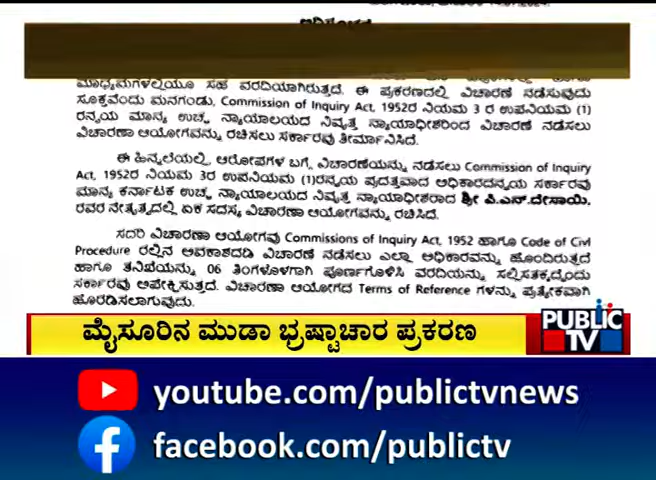 ಮಾಧ್ಯಮಗಳಲ್ಲಿಯೂ ಸಹ ವರದಿಯಾಗಿರುತ್ತದೆ. ಈ ಪ್ರಕರಣದಲ್ಲಿ ವಿಚಾರಣೆ ನಡೆಸುವುದು
ಸೂಕ್ತವೆಂದು ಮನಗಂಡು, Commission of Inquiry Act, 1952ರ ನಿಯಮ 3 ರ ಉಪನಿಯಮ (1)
ರನ್ವಯ ಮಾನ್ಯ ಉಚ್ಛ ನ್ಯಾಯಾಲಯದ ನಿವೃತ್ತ ನ್ಯಾಯಾಧೀಶರಿಂದ ವಿಚಾರಣೆ ನಡೆಸಲು
ವಿಚಾರಣಾ ಆಯೋಗವನ್ನು ರಚಿಸಲು ಸರ್ಕಾರವು ತೀರ್ಮಾನಿಸಿದೆ.
ಈ ಹಿನ್ನಲೆಯಲ್ಲಿ, ಆರೋಪಗಳ ಬಗ್ಗೆ ವಿಚಾರಣೆಯನ್ನು ನಡೆಸಲು Commission of Inquiry
Act, 1952ರ ನಿಯಮ 3ರ ಉಪನಿಯಮ (1)ರನ್ವಯ ಪ್ರದತ್ತವಾದ ಅಧಿಕಾರದನ್ವಯ ಸರ್ಕಾರವು
ಮಾನ್ಯ ಕರ್ನಾಟಕ ಉಚ್ಛ ನ್ಯಾಯಾಲಯದ ನಿವೃತ್ತ ನ್ಯಾಯಾಧೀಶರಾದ ಶ್ರೀ ಪಿ.ಎನ್.ದೇಸಾಯಿ,
ರವರ ನೇತೃತ್ವದಲ್ಲಿ ಏಕ ಸದಸ್ಯ ವಿಚಾರಣಾ ಆಯೋಗವನ್ನು ರಚಿಸಿದೆ.
ಸದರಿ ವಿಚಾರಣಾ ಆಯೋಗವು Commissions of Inquiry Act, 1952 ಹಾಗೂ Code of Civil
Procedure ರಲ್ಲಿನ ಅವಕಾಶದಡಿ ವಿಚಾರಣೆ ನಡೆಸಲು ಎಲ್ಲಾ ಅಧಿಕಾರವನ್ನು ಹೊಂದಿರುತ್ತದೆ
ಹಾಗೂ ತನಿಖೆಯನ್ನು 06 ತಿಂಗಳೊಳಗಾಗಿ ಪೂರ್ಣಗೊಳಿಸಿ ವರದಿಯನ್ನು ಸಲ್ಲಿಸತಕ್ಕದ್ದೆಂದು
ಸರ್ಕಾರವು ಅಪೇಕ್ಷಿಸುತ್ತದೆ. ವಿಚಾರಣಾ ಆಯೋಗದ Terms of Reference ಗಳನ್ನು ಪ್ರತ್ಯೇಕವಾಗಿ
ಹೊರಡಿಸಲಾಗುವುದು.
ಮೈಸೂರಿನ ಮುಡಾ ಭ್ರಷ್ಟಾಚಾರ ಪ್ರಕರಣ
PUBLIC
TV
youtube.com/publictvnews
facebook.com/publictv